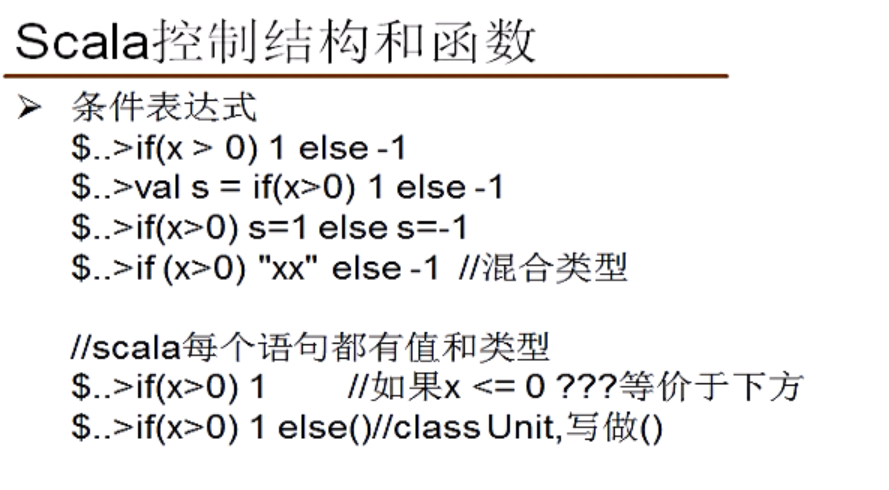 Scala控制结构和函数
➢ 条件表达式
$..>if(x > 0) 1 else -1
$..>val s = if(x>0) 1 else -1
$..>if(x>0) s=1 else s=-1
$..>if (x>0) "xx" else -1 //混合类型
//scala每个语句都有值和类型
$..>if(x>0) 1 //如果x <= 0 ???等价于下方
$..>if(x>0) 1 else()//class Unit,写做()